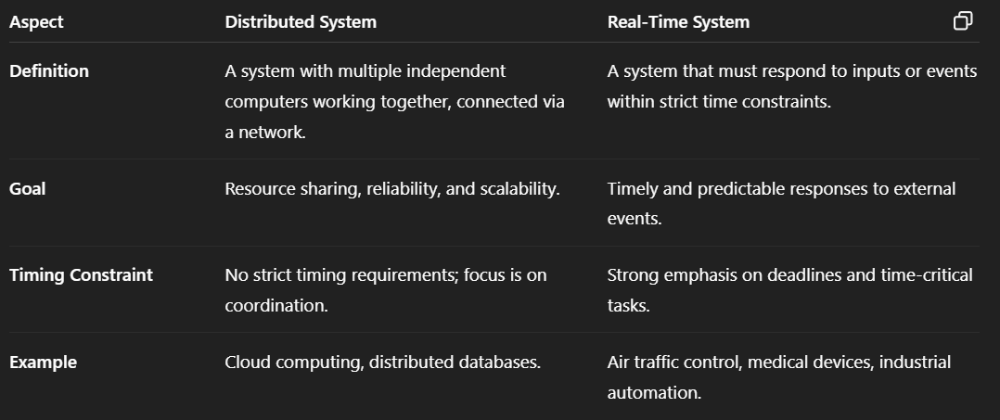 Aspect Distributed System Real-Time System
Definition A system with multiple independent A system that must respond to inputs or events
computers working together, connected via within strict time constraints.
a network.
Goal Resource sharing, reliability, and scalability. Timely and predictable responses to external
events.
Timing Constraint No strict timing requirements; focus is on Strong emphasis on deadlines and time-critical
coordination. tasks.
Example Cloud computing, distributed databases. Air traffic control, medical devices, industrial
automation.